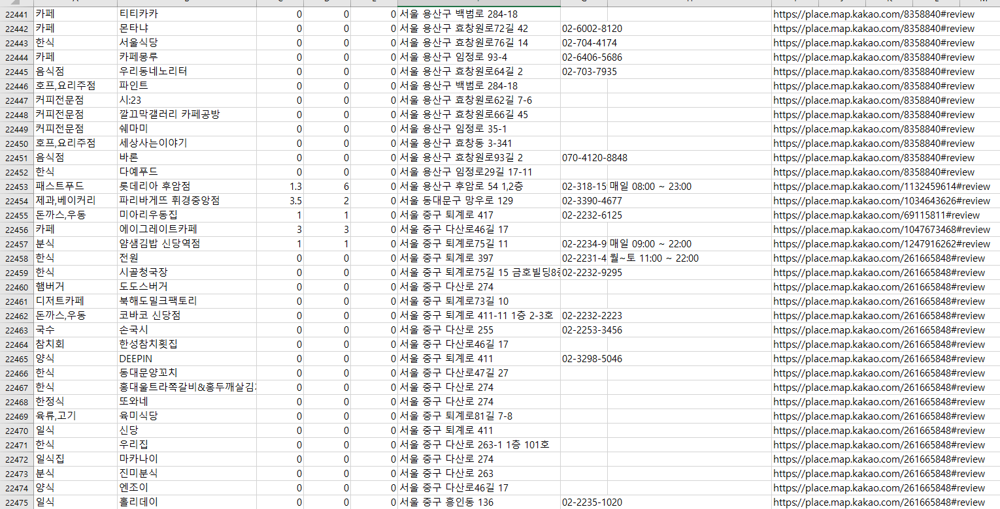 22441 카페 티티카카 0 0 0 서울 용산구 백범로 284-18 https://place.map.kakao.com/8358840#review
22442 카페 몬타냐 0 0 0 서울 용산구 효창원로72길 42 02-6002-8120 https://place.map.kakao.com/8358840#review
22443 한식 서울식당 0 0 0 서울 용산구 효창원로76길 14 02-704-4174 https://place.map.kakao.com/8358840#review
22444 카페 카페몽루 0 0 0 서울 용산구 임정로 93-4 02-6406-5686 https://place.map.kakao.com/8358840#review
22445 음식점 우리동네노리터 0 0 0 서울 용산구 효창원로64길 2 02-703-7935 https://place.map.kakao.com/8358840#review
22446 호프,요리주점 파인트 0 0 0 서울 용산구 백범로 284-18 https://place.map.kakao.com/8358840#review
22447 커피전문점 시:23 0 0 0 서울 용산구 효창원로62길 7-6 https://place.map.kakao.com/8358840#review
22448 커피전문점 깔끄막갤러리 카페공방 0 0 0 서울 용산구 효창원로66길 45 https://place.map.kakao.com/8358840#review
22449 커피전문점 쉐마미 0 0 0 서울 용산구 임정로 35-1 https://place.map.kakao.com/8358840#review
22450 호프,요리주점 세상사는이야기 0 0 0 서울 용산구 효창동 3-341 https://place.map.kakao.com/8358840#review
22451 음식점 바론 0 0 0 서울 용산구 효창원로93길 2 070-4120-8848 https://place.map.kakao.com/8358840#review
22452 한식 다예푸드 0 0 0 서울 용산구 임정로29길 17-11 https://place.map.kakao.com/8358840#review
22453 패스트푸드 롯데리아 후암점 1.3 6 0 서울 용산구 후암로 54 1,2층 02-318-15 매일 08:00 ~ 23:00 https://place.map.kakao.com/1132459614#review
22454 제과,베이커리 파리바게뜨 휘경중앙점 3.5 2 0 서울 동대문구 망우로 129 02-3390-4677 https://place.map.kakao.com/1034643626#review
22455 돈까스,우동 미아리우동집 1 1 0 서울 중구 퇴계로 417 02-2232-6125 https://place.map.kakao.com/69115811#review
22456 카페 에이그레이트카페 3 3 0 서울 중구 다산로46길 17 https://place.map.kakao.com/1047673468#review
22457 분식 얌샘김밥 신당역점 1 1 0 서울 중구 퇴계로75길 11 02-2234-9 매일 09:00 ~ 22:00 https://place.map.kakao.com/1247916262#review
22458 한식 전원 0 0 0 서울 중구 퇴계로 397 02-2231-4 월~토 11:00 ~ 22:00 https://place.map.kakao.com/261665848#review
22459 한식 시골청국장 0 0 0 서울 중구 퇴계로75길 15 금호빌딩8층 02-2232-9295 https://place.map.kakao.com/261665848#review
22460 햄버거 도도스버거 0 0 0 서울 중구 다산로 274 https://place.map.kakao.com/261665848#review
22461 디저트카페 북해도밀크팩토리 0 0 0 서울 중구 퇴계로73길 10 https://place.map.kakao.com/261665848#review
22462 돈까스,우동 코바코 신당점 0 0 0 서울 중구 퇴계로 411-11 1층 2-3호 02-2232-2223 https://place.map.kakao.com/261665848#review
22463 국수 손국시 0 0 0 서울 중구 다산로 255 02-2253-3456 https://place.map.kakao.com/261665848#review
22464 참치회 한성참치횟집 0 0 0 서울 중구 다산로46길 17 https://place.map.kakao.com/261665848#review
22465 양식 DEEPIN 0 0 0 서울 중구 퇴계로 411 02-3298-5046 https://place.map.kakao.com/261665848#review
22466 한식 동대문양꼬치 0 0 0 서울 중구 다산로47길 27 https://place.map.kakao.com/261665848#review
22467 한식 홍대울트라쪽갈비&홍두깨살김 0 0 0 서울 중구 다산로 274 https://place.map.kakao.com/261665848#review
22468 한정식 또와네 0 0 0 서울 중구 다산로 274 https://place.map.kakao.com/261665848#review
22469 육류,고기 육미식당 0 0 0 서울 중구 퇴계로81길 7-8 https://place.map.kakao.com/261665848#review
22470 일식 신당 0 0 0 서울 중구 퇴계로 411 https://place.map.kakao.com/261665848#review
22471 한식 우리집 0 0 0 서울 중구 다산로 263-1 1층 101호 https://place.map.kakao.com/261665848#review
22472 일식집 마카나이 0 0 0 서울 중구 다산로 274 https://place.map.kakao.com/261665848#review
22473 분식 진미분식 0 0 0 서울 중구 다산로 263 https://place.map.kakao.com/261665848#review
22474 양식 엔조이 0 0 0 서울 중구 다산로46길 17 https://place.map.kakao.com/261665848#review
22475 일식 홀리데이 0 0 0 서울 중구 흥인동 136 02-2235-1020 https://place.map.kakao.com/261665848#review